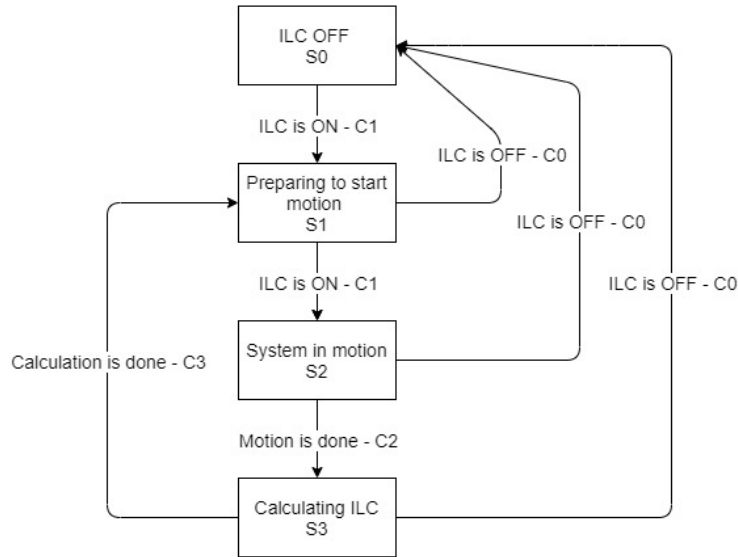 ILC OFF
S0
ILC is ON - C1
ILC is OFF - C0
Preparing to start
motion
S1
ILC is OFF - C0
ILC is ON - C1
ILC is OFF - C0
System in motion
S2
Calculation is done - C3
Motion is done - C2
Calculating ILC
S3